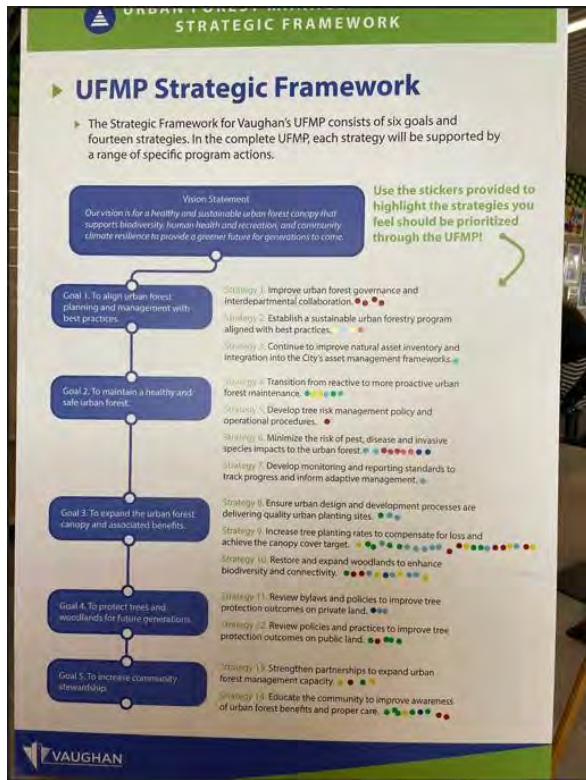 URBAN FOREST
STRATEGIC FRAMEWORK
UFMP Strategic Framework
The Strategic Framework for Vaughan's UFMP consists of six goals and
fourteen strategies. In the complete UFMP, each strategy will be supported by
a range of specific program actions.
Vision Statement
Our vision is for a healthy and sustainable urban forest canopy that
supports biodiversity, human health and recreation, and community
climate resilience to provide a greener future for generations to come.
Use the stickers provided to
highlight the strategies you
feel should be prioritized
through the UFMP!
Goal 1. To align urban forest
planning and management with
best practices.
Strategy 1. Improve urban forest governance and
interdepartmental collaboration.
Strategy 2. Establish a sustainable urban forestry program
aligned with best practices.
Strategy 3. Continue to improve natural asset inventory and
integration into the City's asset management frameworks.
Goal 2. To maintain a healthy and
safe urban forest.
Strategy 4. Transition from reactive to more proactive urban
forest maintenance.
Strategy 5. Develop tree risk management policy and
operational procedures.
Strategy 6. Minimize the risk of pest, disease and invasive
species impacts to the urban forest.
Strategy 7. Develop monitoring and reporting standards to
track progress and inform adaptive management.
Goal 3. To expand the urban forest
canopy and associated benefits.
Strategy 8. Ensure urban design and development processes are
delivering quality urban planting sites.
Strategy 9. Increase tree planting rates to compensate for loss and
achieve the canopy cover target.
Strategy 10. Restore and expand woodlands to enhance
biodiversity and connectivity.
Goal 4. To protect trees and
woodlands for future generations.
Strategy 11. Review bylaws and policies to improve tree
protection outcomes on private land.
Strategy 12. Review policies and practices to improve tree
protection outcomes on public land.
Goal 5. To increase community
stewardship.
Strategy 13. Strengthen partnerships to expand urban
forest management capacity.
Strategy 14. Educate the community to improve awareness
of urban forest benefits and proper care.
VAUGHAN